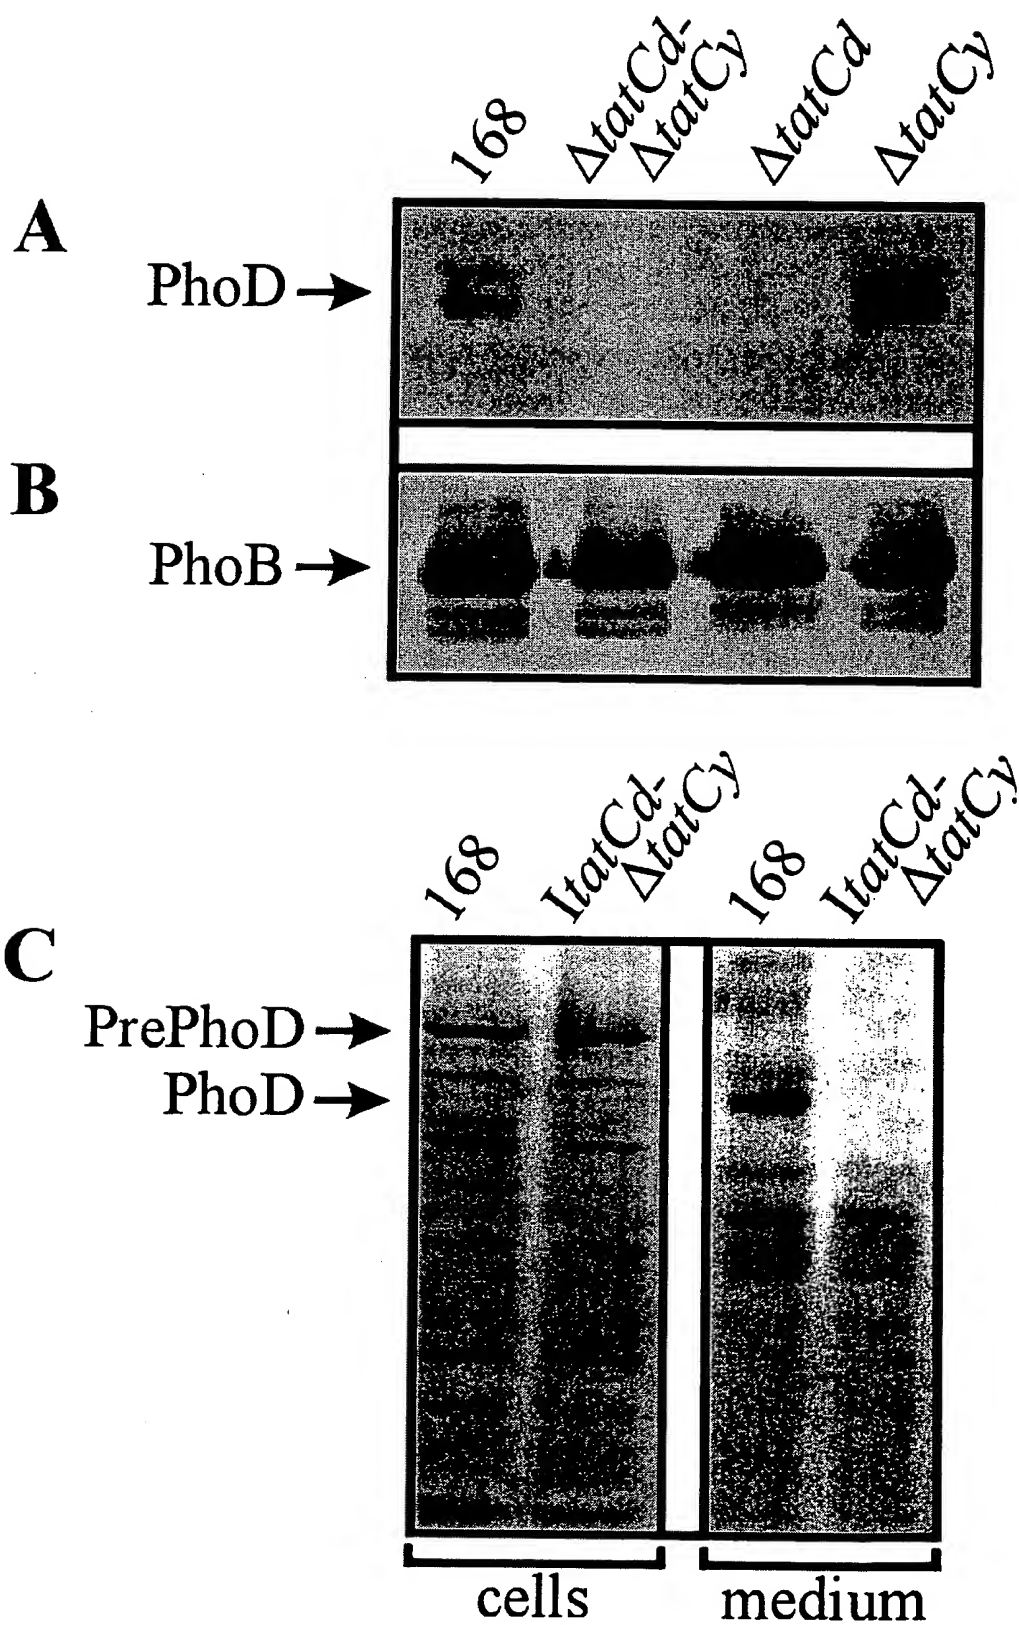 168
ΔtatCd-
ΔtatCy
ΔtatCd
ΔtatCy
A
PhoD
B
PhoB
168
ItatCd-
ΔtatCy
168
ItatCd-
ΔtatCy
C
PrePhoD
PhoD
cells
medium